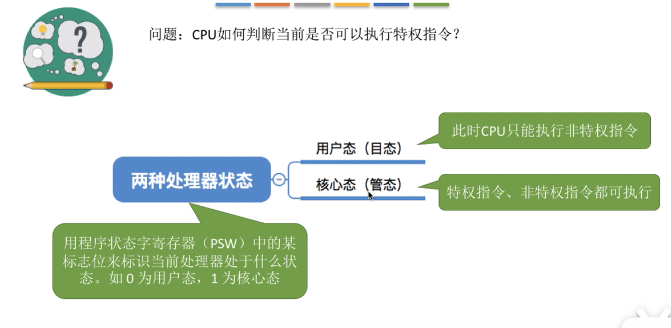 ?
问题：CPU如何判断当前是否可以执行特权指令？
此时CPU只能执行非特权指令
用户态（目态）
两种处理器状态
核心态（管态）
特权指令、非特权指令都可执行
用程序状态字寄存器（PSW）中的某
标志位来标识当前处理器处于什么状
态。如 0 为用户态，1 为核心态